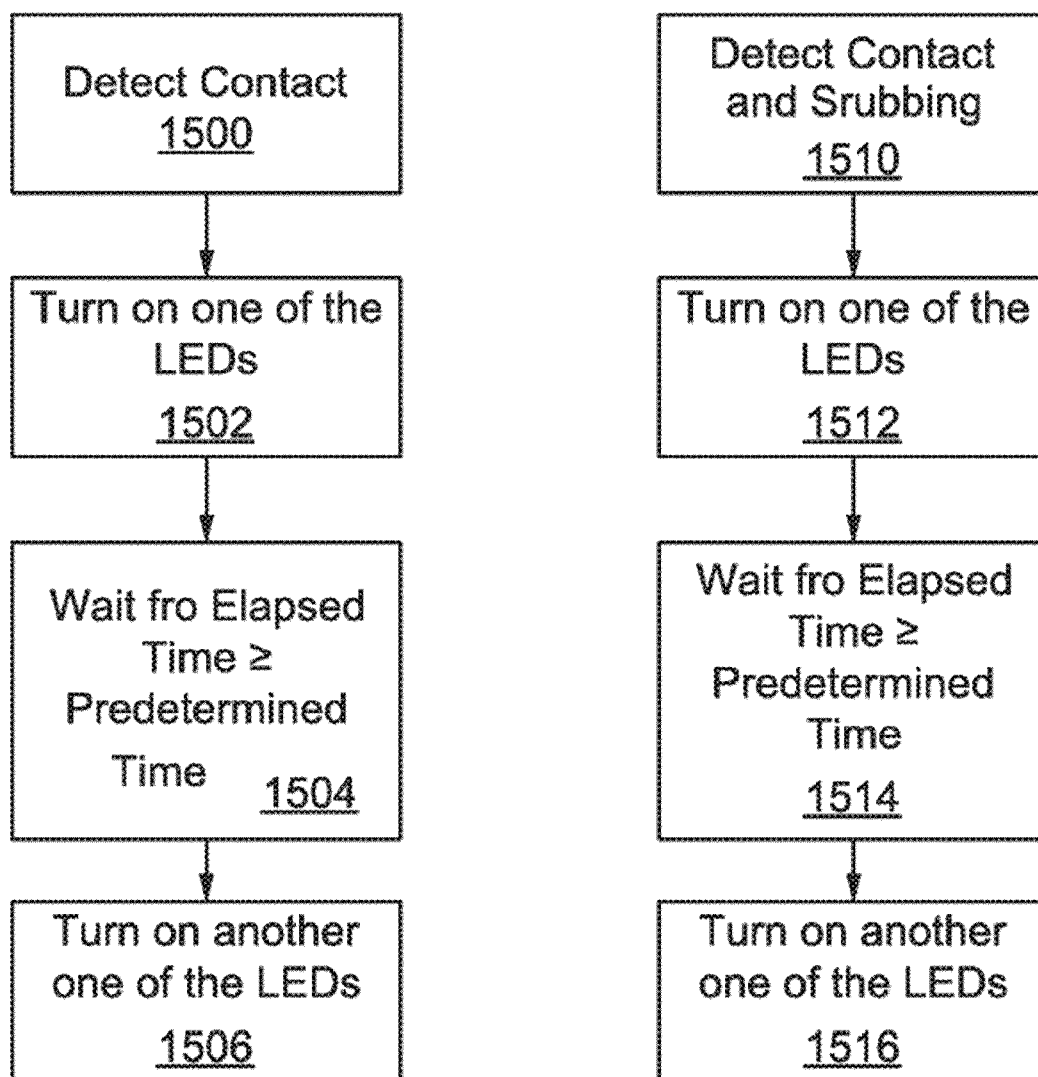 Detect Contact
1500
Turn on one of the
LEDs
1502
Wait fro Elapsed
Time ≥
Predetermined
Time
1504
Turn on another
one of the LEDs
1506
Detect Contact
and Srubbing
1510
Turn on one of the
LEDs
1512
Wait fro Elapsed
Time ≥
Predetermined
Time
1514
Turn on another
one of the LEDs
1516